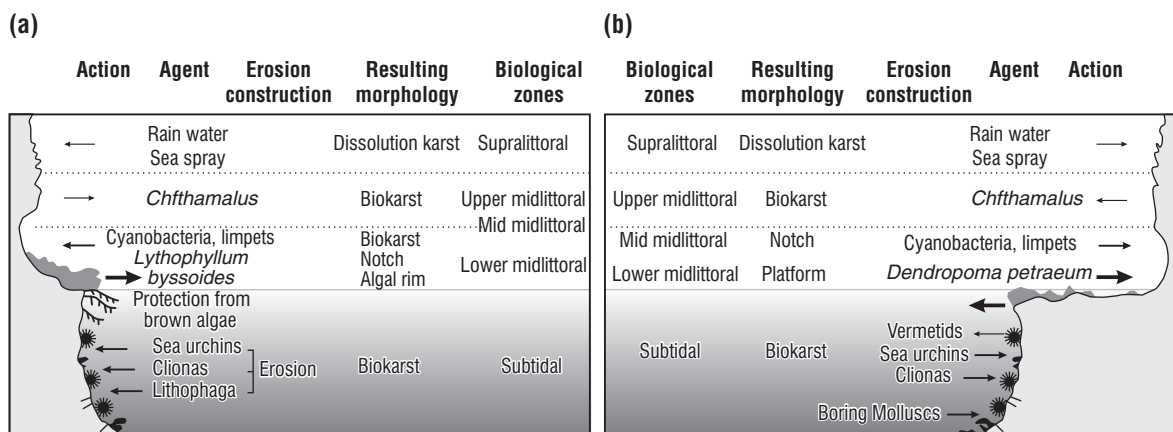 (a)
Action Agent Erosion construction Resulting morphology Biological zones
Rain water
Sea spray
Dissolution karst Supralittoral
Chfthamalus Biokarst Upper midlittoral
Mid midlittoral
Cyanobacteria, limpets
Lythophyllum
byssoides
Biokarst
Notch
Algal rim
Lower midlittoral
Protection from
brown algae
Sea urchins
Clionas
Lithophaga
Erosion
Biokarst
Subtidal
(b)
Biological zones Resulting morphology Erosion construction Agent Action
Supralittoral Dissolution karst
Rain water
Sea spray
Upper midlittoral Biokarst Chfthamalus
Mid midlittoral Notch Cyanobacteria, limpets
Lower midlittoral Platform Dendropoma petraeum
Subtidal Biokarst
Vermetids
Sea urchins
Clionas
Boring Molluscs